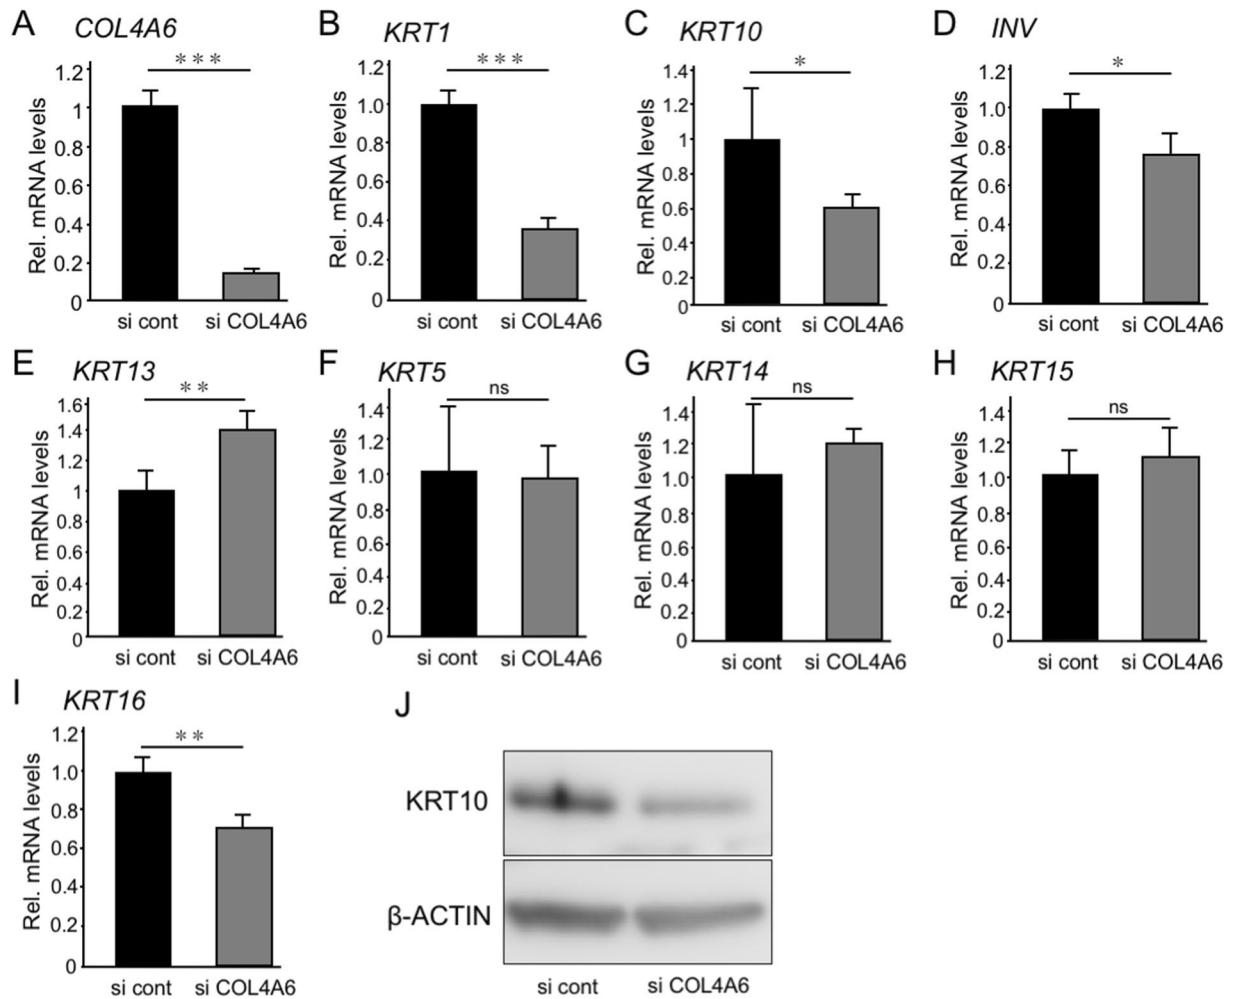 A COL4A6
B KRT1
C KRT10
D INV
***
***
*
*
Rel. mRNA levels
1.2
1
0.8
0.6
0.4
0.2
0
si cont si COL4A6
Rel. mRNA levels
1.2
1.0
0.8
0.6
0.4
0.2
0
si cont si COL4A6
Rel. mRNA levels
1.4
1.2
1
0.8
0.6
0.4
0.2
0
si cont si COL4A6
Rel. mRNA levels
1.2
1.0
0.8
0.6
0.4
0.2
0
si cont si COL4A6
E KRT13
F KRT5
G KRT14
H KRT15
**
ns
ns
ns
Rel. mRNA levels
1.6
1.4
1.2
1
0.8
0.6
0.4
0.2
0
si cont si COL4A6
Rel. mRNA levels
1.4
1.2
1.0
0.8
0.6
0.4
0.2
0
si cont si COL4A6
Rel. mRNA levels
1.4
1.2
1.0
0.8
0.6
0.4
0.2
0
si cont si COL4A6
Rel. mRNA levels
1.4
1.2
1.0
0.8
0.6
0.4
0.2
0
si cont si COL4A6
I KRT16
**
Rel. mRNA levels
1.2
1.0
0.8
0.6
0.4
0.2
0
si cont si COL4A6
J
KRT10
β-ACTIN
si cont si COL4A6